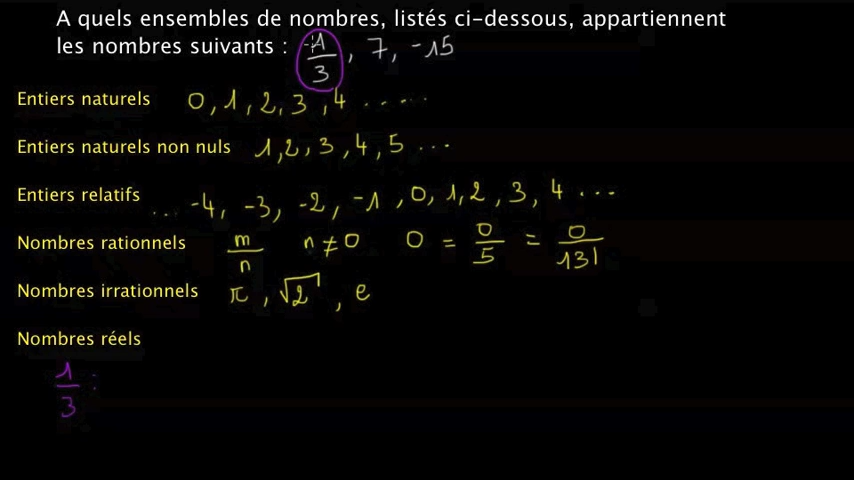 A quels ensembles de nombres, listés ci-dessous, appartiennent
les nombres suivants : 1/3, 7, -15
Entiers naturels 0, 1, 2, 3, 4 .....
Entiers naturels non nuls 1, 2, 3, 4, 5 ...
Entiers relatifs ... -4, -3, -2, -1, 0, 1, 2, 3, 4 ...
Nombres rationnels m/n n ≠ 0 0 = 0/5 = 0/131
Nombres irrationnels π, √2, e
Nombres réels
1/3 :